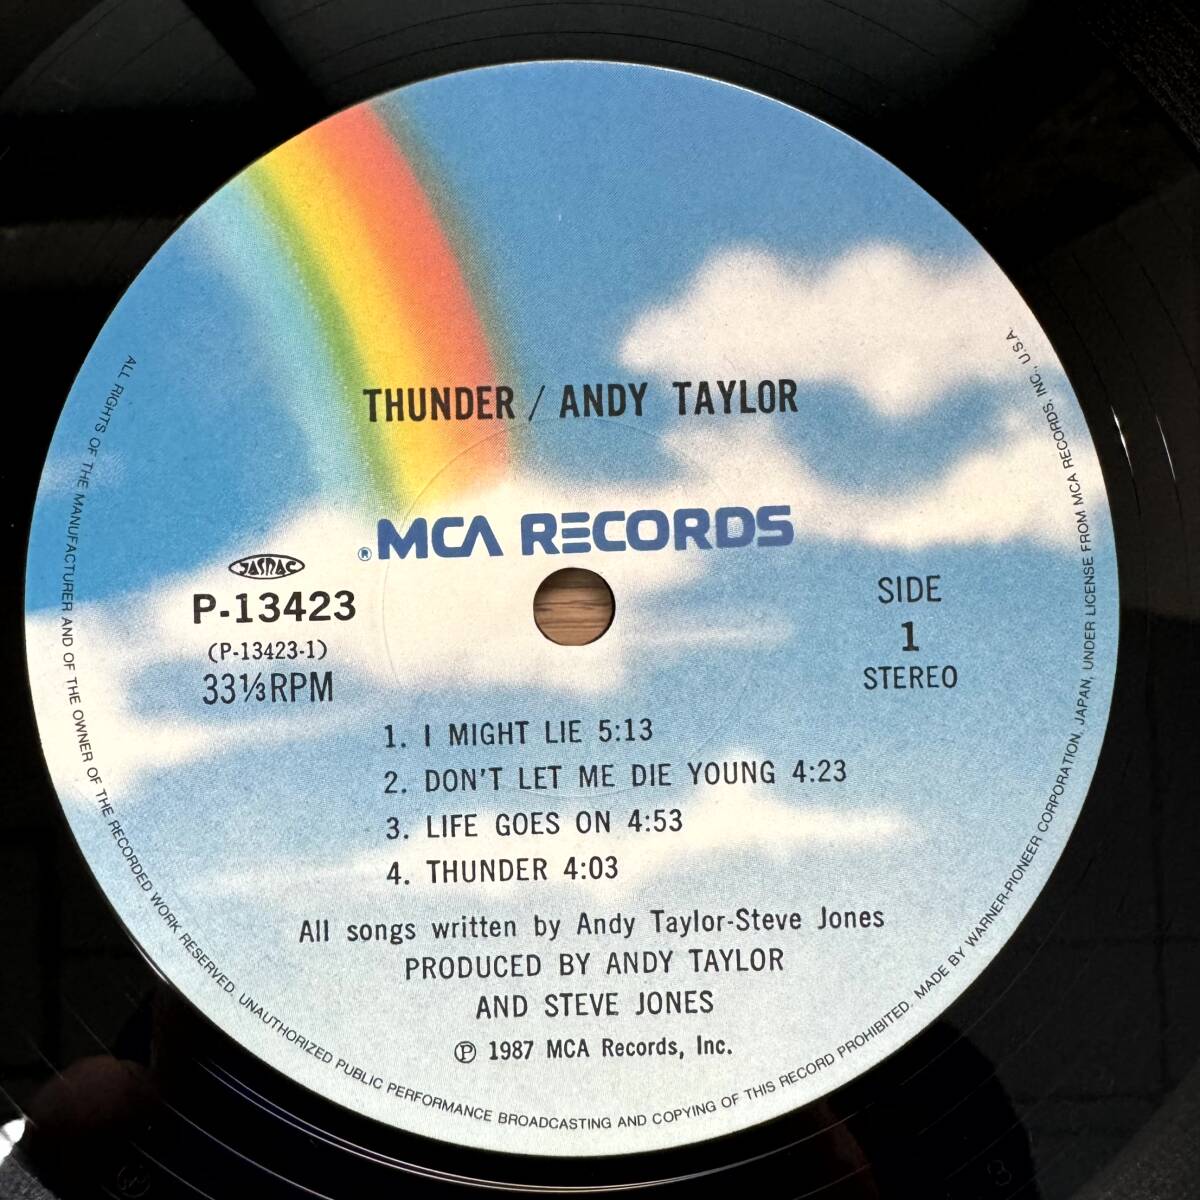 THUNDER / ANDY TAYLOR
® MCA RECORDS
JASRAC
P-13423
(P-13423-1)
33⅓RPM
SIDE
1
STEREO
1. I MIGHT LIE 5:13
2. DON'T LET ME DIE YOUNG 4:23
3. LIFE GOES ON 4:53
4. THUNDER 4:03
All songs written by Andy Taylor-Steve Jones
PRODUCED BY ANDY TAYLOR
AND STEVE JONES
Ⓟ 1987 MCA Records, Inc.
ALL RIGHTS OF THE MANUFACTURER AND OF THE OWNER OF THE RECORDED WORK RESERVED. UNAUTHORIZED PUBLIC PERFORMANCE BROADCASTING AND COPYING OF THIS RECORD PROHIBITED. MADE BY WARNER-PIONEER CORPORATION, JAPAN, UNDER LICENSE FROM MCA RECORDS, INC., U.S.A.